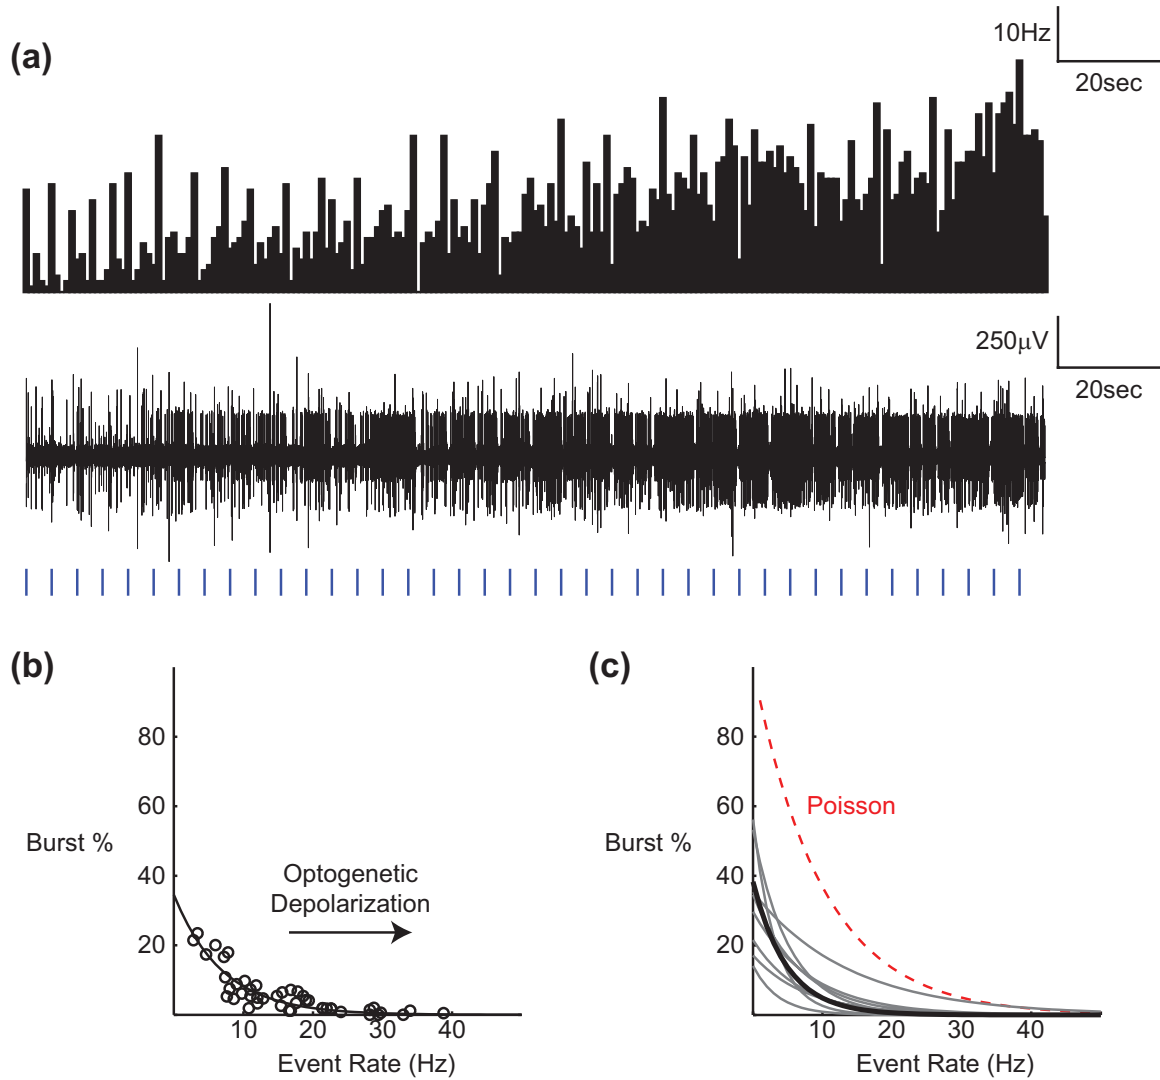 (a)
10Hz
20sec
250μV
20sec
(b)
80
60
Burst %
40
Optogenetic
Depolarization
20
10
20
30
40
Event Rate (Hz)
(c)
80
60
Poisson
Burst %
40
20
10
20
30
40
Event Rate (Hz)